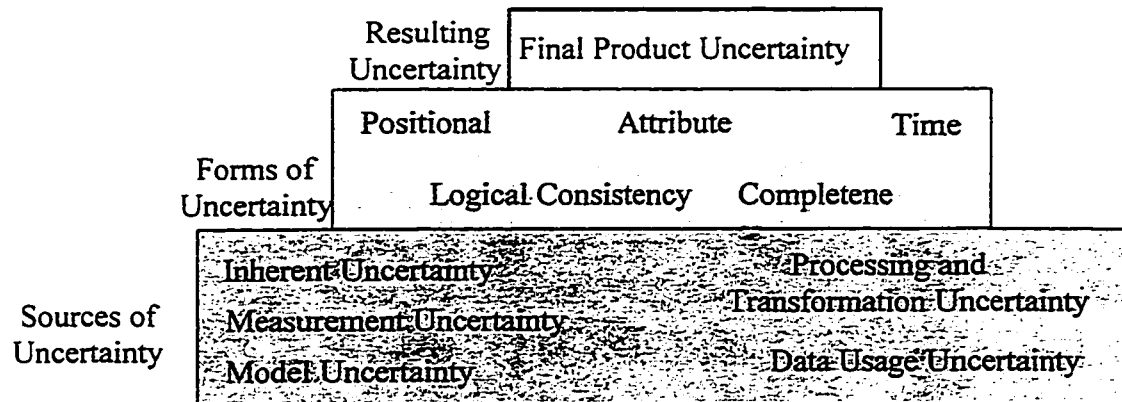 Resulting
Uncertainty
Final Product Uncertainty
Positional Attribute Time
Forms of
Uncertainty
Logical Consistency Completene
Sources of
Uncertainty
Inherent Uncertainty
Measurement Uncertainty
Model Uncertainty
Processing and
Transformation Uncertainty
Data Usage Uncertainty